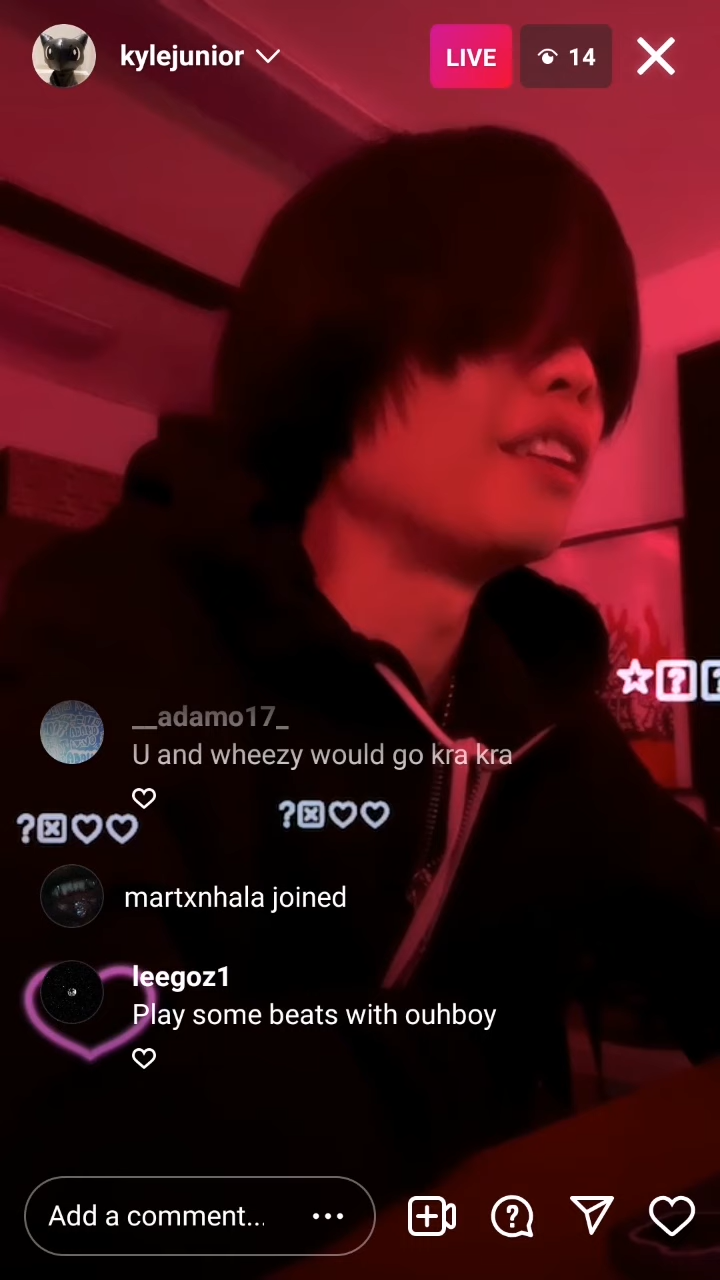 kylejunior
LIVE
14
☆⍰⍰
__adamo17_
U and wheezy would go kra kra
?⊠♡♡
?⊠♡♡
martxnhala joined
leegoz1
Play some beats with ouhboy
Add a comment...